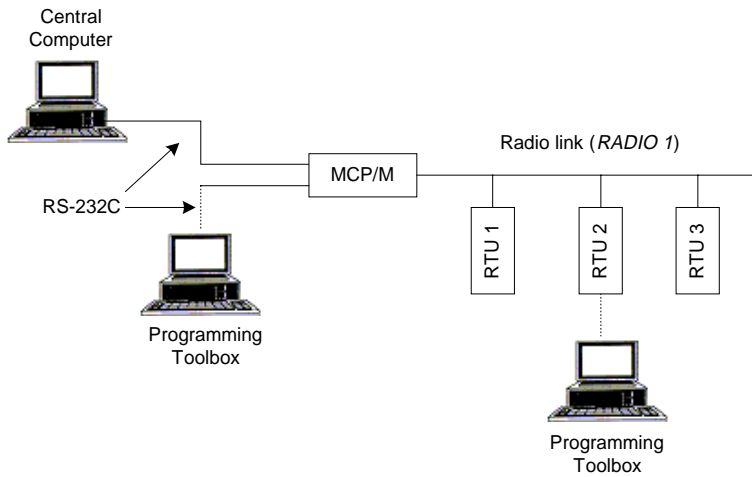 Central
Computer
Radio link (RADIO 1)
MCP/M
RS-232C
RTU 1
RTU 2
RTU 3
Programming
Toolbox
Programming
Toolbox